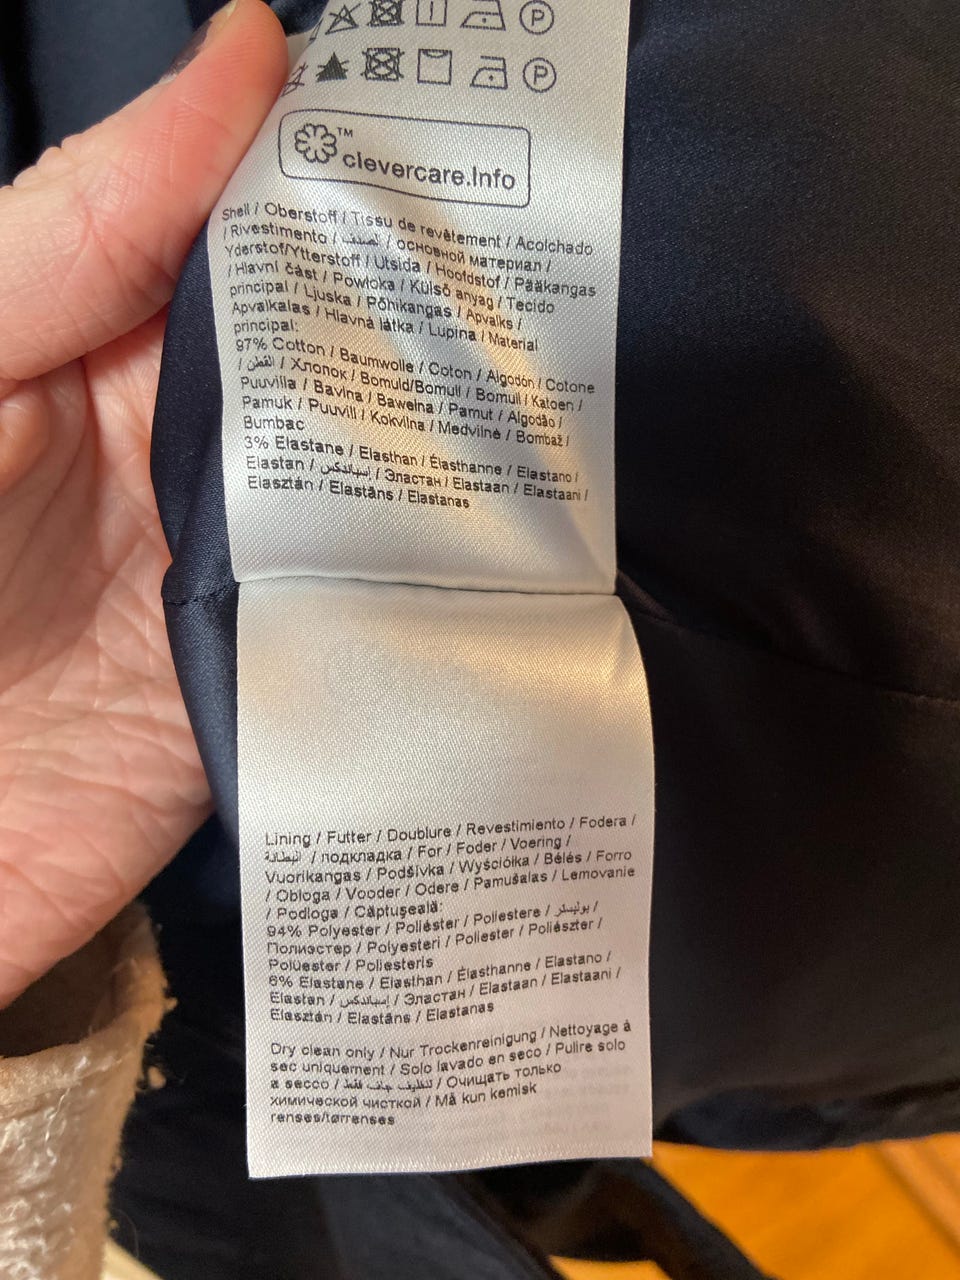 P
P
™
clevercare.Info
Shell / Oberstoff / Tissu de revêtement / Acolchado
/ Rivestimento / الصدف / основной материал /
Yderstof/Ytterstoff / Utsida / Hoofdstof / Pääkangas
/ Hlavní část / Powłoka / Külső anyag / Tecido
principal / Ljuska / Põhikangas / Apvalks /
Apvalkalas / Hlavná látka / Lupina / Material
principal:
97% Cotton / Baumwolle / Coton / Algodón / Cotone
/ القطن / Хлопок / Bomuld/Bomull / Bomull / Katoen /
Puuvilla / Bavlna / Bawełna / Pamut / Algodão /
Pamuk / Puuvill / Kokvilna / Medvilnė / Bombaž /
Bumbac
3% Elastane / Elasthan / Élasthanne / Elastano /
Elastan / إسباندكس / Эластан / Elastaan / Elastaani /
Elasztán / Elastāns / Elastanas
Lining / Futter / Doublure / Revestimiento / Fodera /
البطانة / подкладка / For / Foder / Voering /
Vuorikangas / Podšívka / Wyściółka / Bélés / Forro
/ Obloga / Vooder / Odere / Pamušalas / Lemovanie
/ Podloga / Căptuşeală:
94% Polyester / Poliéster / Poliestere / بوليستر /
Полиэстер / Polyesteri / Poliester / Poliészter /
Polüester / Poliesteris
6% Elastane / Elasthan / Élasthanne / Elastano /
Elastan / إسباندكس / Эластан / Elastaan / Elastaani /
Elasztán / Elastāns / Elastanas
Dry clean only / Nur Trockenreinigung / Nettoyage à
sec uniquement / Solo lavado en seco / Pulire solo
a secco / تنظيف جاف فقط / Очищать только
химической чисткой / Må kun kemisk
renses/tørrenses